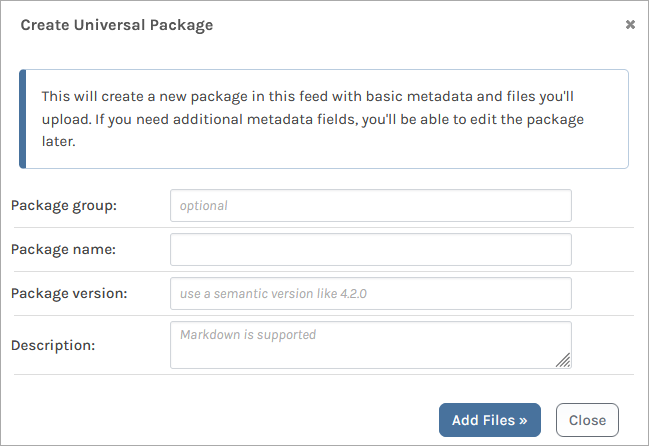 Create Universal Package ✖
This will create a new package in this feed with basic metadata and files you'll
upload. If you need additional metadata fields, you'll be able to edit the package
later.
Package group: optional
Package name:
Package version: use a semantic version like 4.2.0
Description: Markdown is supported
Add Files » Close